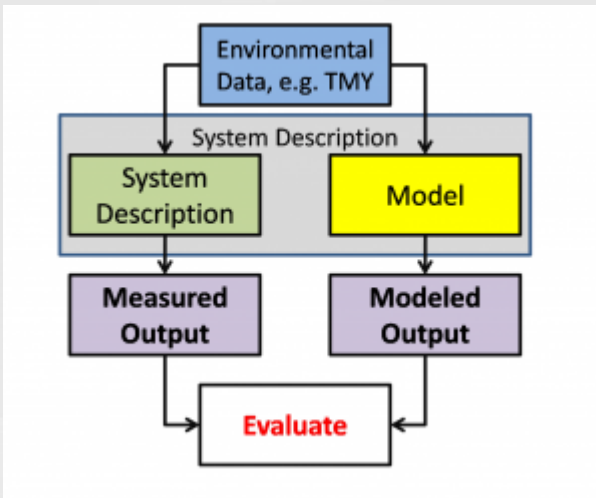 Environmental
Data, e.g. TMY
System Description
System
Description
Model
Measured
Output
Modeled
Output
Evaluate